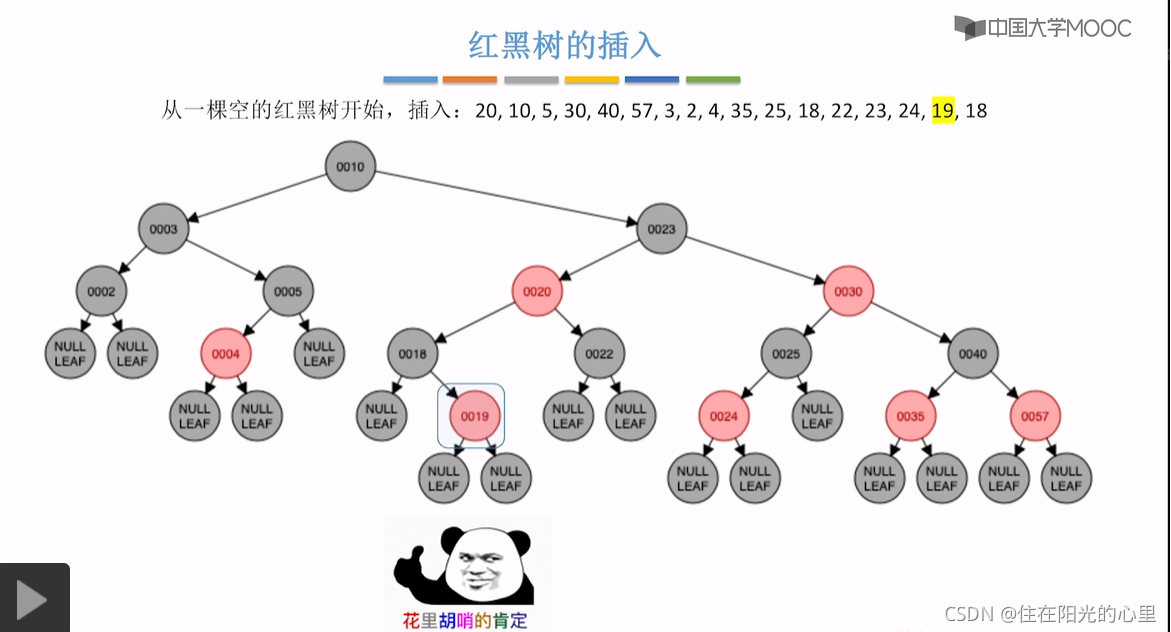 中国大学MOOC
红黑树的插入
从一棵空的红黑树开始，插入：20, 10, 5, 30, 40, 57, 3, 2, 4, 35, 25, 18, 22, 23, 24, 19, 18
0010
0003
0023
0002
0005
0020
0030
NULL
LEAF
NULL
LEAF
0004
NULL
LEAF
0018
0022
0025
0040
NULL
LEAF
NULL
LEAF
NULL
LEAF
0019
NULL
LEAF
NULL
LEAF
0024
NULL
LEAF
0035
0057
NULL
LEAF
NULL
LEAF
NULL
LEAF
NULL
LEAF
NULL
LEAF
NULL
LEAF
NULL
LEAF
NULL
LEAF
花里胡哨的肯定
CSDN @住在阳光的心里